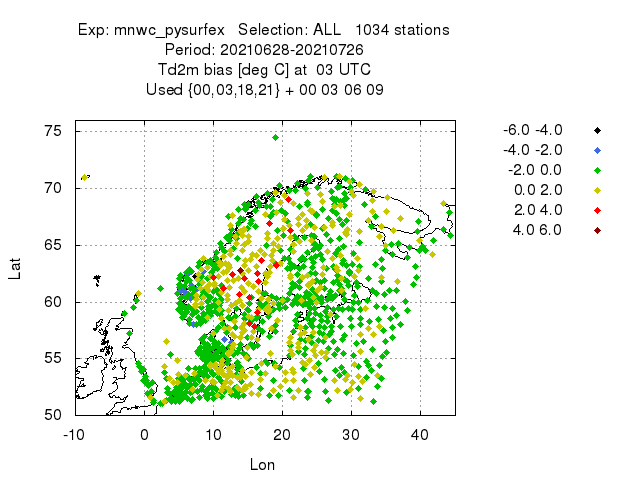 Exp: mnwc_pysurfex   Selection: ALL   1034 stations
Period: 20210628-20210726
Td2m bias [deg C] at  03 UTC
Used {00,03,18,21} + 00 03 06 09
-6.0 -4.0
-4.0 -2.0
-2.0 0.0
0.0 2.0
2.0 4.0
4.0 6.0
75
70
65
60
55
50
Lat
-10 0 10 20 30 40
Lon